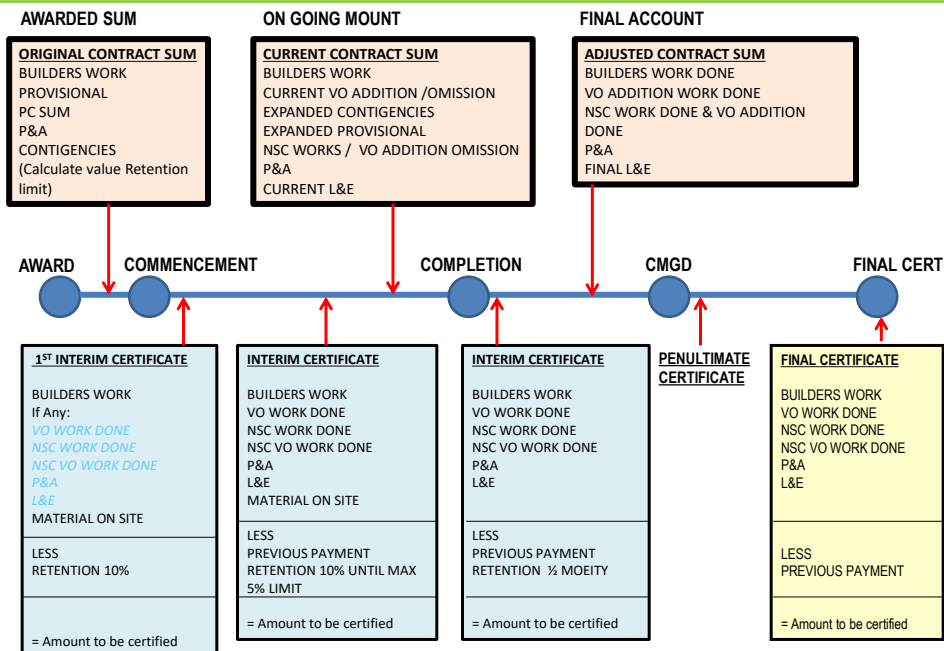 AWARDED SUM
ON GOING MOUNT
FINAL ACCOUNT
ORIGINAL CONTRACT SUM
BUILDERS WORK
PROVISIONAL
PC SUM
P&A
CONTIGENCIES
(Calculate value Retention
limit)
CURRENT CONTRACT SUM
BUILDERS WORK
CURRENT VO ADDITION /OMISSION
EXPANDED CONTIGENCIES
EXPANDED PROVISIONAL
NSC WORKS / VO ADDITION OMISSION
P&A
CURRENT L&E
ADJUSTED CONTRACT SUM
BUILDERS WORK DONE
VO ADDITION WORK DONE
NSC WORK DONE & VO ADDITION
DONE
P&A
FINAL L&E
AWARD
COMMENCEMENT
COMPLETION
CMGD
FINAL CERT
1ST INTERIM CERTIFICATE
BUILDERS WORK
If Any:
VO WORK DONE
NSC WORK DONE
NSC VO WORK DONE
P&A
L&E
MATERIAL ON SITE
LESS
RETENTION 10%
= Amount to be certified
INTERIM CERTIFICATE
BUILDERS WORK
VO WORK DONE
NSC WORK DONE
NSC VO WORK DONE
P&A
L&E
MATERIAL ON SITE
LESS
PREVIOUS PAYMENT
RETENTION 10% UNTIL MAX
5% LIMIT
= Amount to be certified
INTERIM CERTIFICATE
BUILDERS WORK
VO WORK DONE
NSC WORK DONE
NSC VO WORK DONE
P&A
L&E
LESS
PREVIOUS PAYMENT
RETENTION ½ MOEITY
= Amount to be certified
PENULTIMATE
CERTIFICATE
FINAL CERTIFICATE
BUILDERS WORK
VO WORK DONE
NSC WORK DONE
NSC VO WORK DONE
P&A
L&E
LESS
PREVIOUS PAYMENT
= Amount to be certified